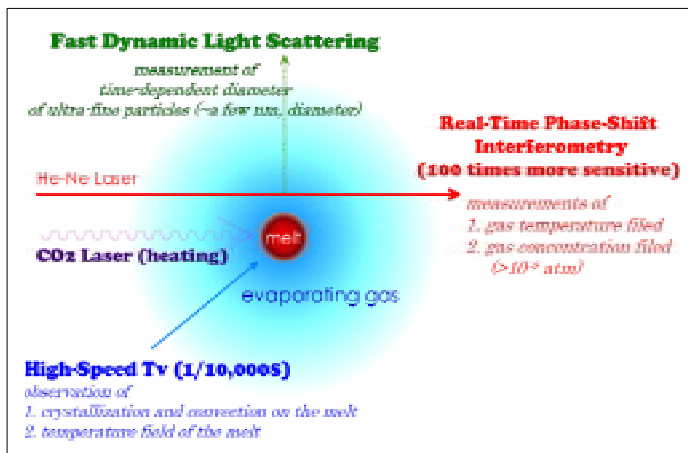 Fast Dynamic Light Scattering
measurement of
time-dependent diameter
of ultra-fine particles (~a few nm, diameter)
Real-Time Phase-Shift
Interferometry
(100 times more sensitive)
He-Ne Laser
measurements of
1. gas temperature filed
2. gas concentration filed
atm)
melt
CO2 Laser (heating)
evaporating gas
High-Speed Tv (1/10,000S)
observation of
1. crystallization and convection on the melt
2. temperature field of the melt